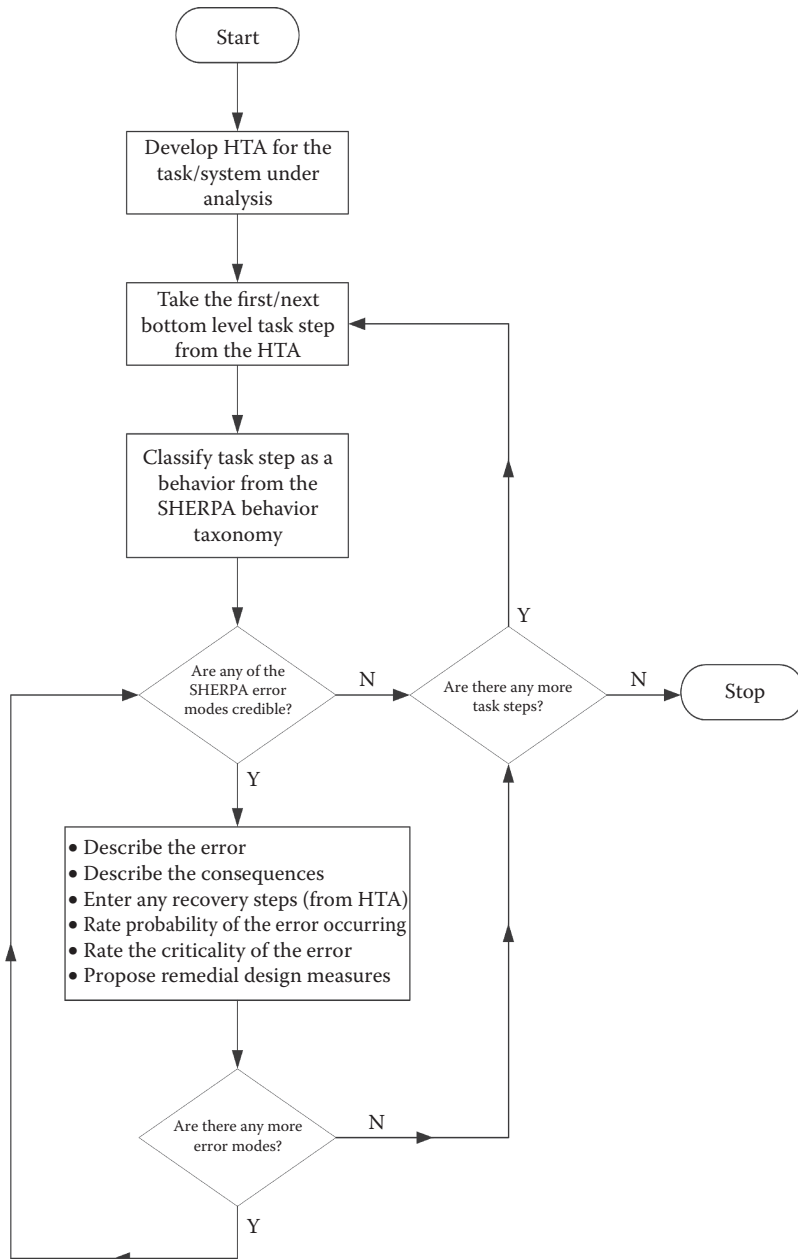 Start
Develop HTA for the
task/system under
analysis
Take the first/next
bottom level task step
from the HTA
Classify task step as a
behavior from the
SHERPA behavior
taxonomy
Y
Are any of the
SHERPA error
modes credible?
N
Are there any more
task steps?
N
Stop
Y
• Describe the error
• Describe the consequences
• Enter any recovery steps (from HTA)
• Rate probability of the error occurring
• Rate the criticality of the error
• Propose remedial design measures
Are there any more
error modes?
N
Y